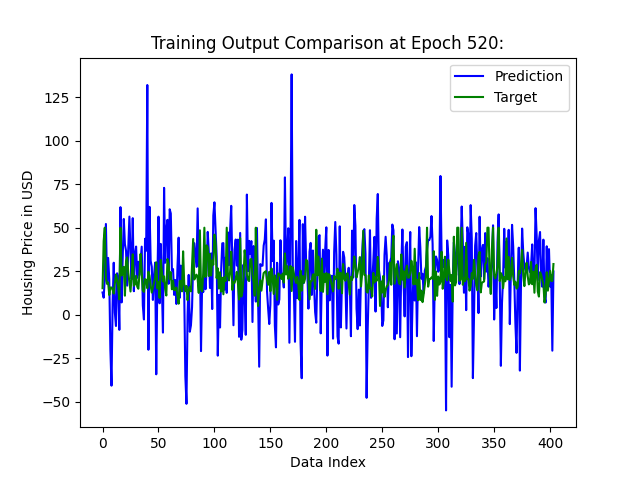 Training Output Comparison at Epoch 520:
Prediction
Target
Housing Price in USD
125
100
75
50
25
0
−25
−50
0 50 100 150 200 250 300 350 400
Data Index